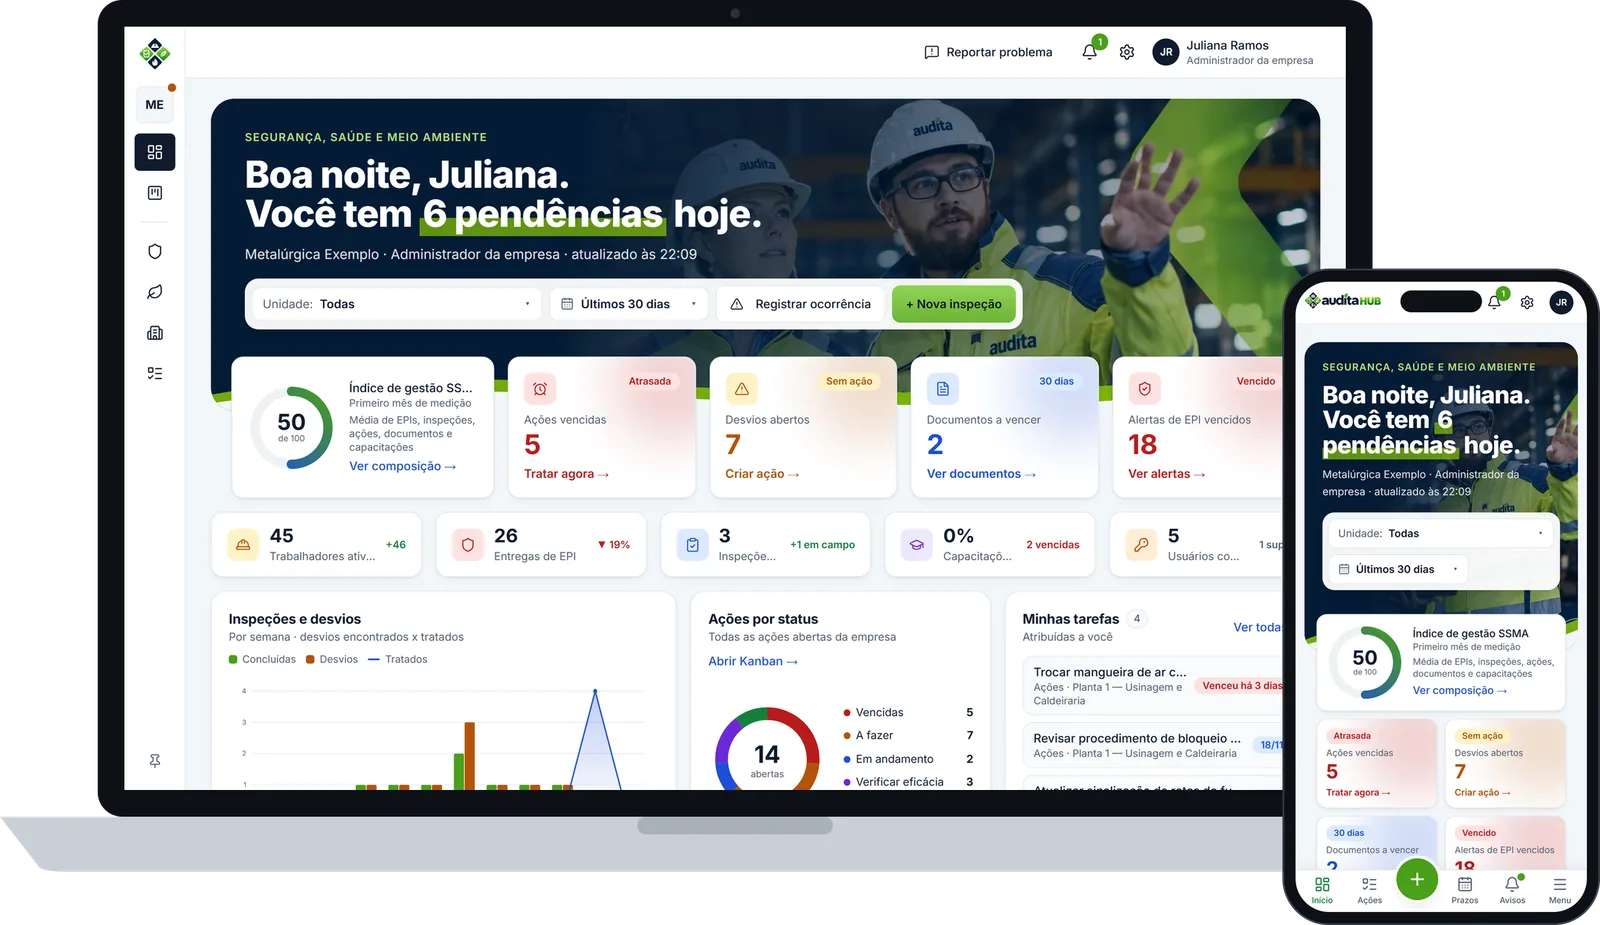 Reportar problema
1
JR
Juliana Ramos
Administrador da empresa
ME
SEGURANÇA, SAÚDE E MEIO AMBIENTE
Boa noite, Juliana.
Você tem 6 pendências hoje.
Metalúrgica Exemplo · Administrador da empresa · atualizado às 22:09
audita
audita
audita
Unidade: Todas
Últimos 30 dias
Registrar ocorrência
+ Nova inspeção
50
de 100
Índice de gestão SS...
Primeiro mês de medição
Média de EPIs, inspeções,
ações, documentos e
capacitações
Ver composição →
Atrasada
Ações vencidas
5
Tratar agora →
Sem ação
Desvios abertos
7
Criar ação →
30 dias
Documentos a vencer
2
Ver documentos →
Vencido
Alertas de EPI vencidos
18
Ver alertas →
45
Trabalhadores ativ...
+46
26
Entregas de EPI
▼ 19%
3
Inspeçõe...
+1 em campo
0%
Capacitaçõ...
2 vencidas
5
Usuários co...
1 sup
Inspeções e desvios
Por semana · desvios encontrados x tratados
Concluídas
Desvios
Tratados
4
3
2
1
Ações por status
Todas as ações abertas da empresa
Abrir Kanban →
14
abertas
Vencidas 5
A fazer 7
Em andamento 2
Verificar eficácia 3
Minhas tarefas 4
Atribuídas a você
Ver todas
Trocar mangueira de ar c...
Ações · Planta 1 — Usinagem e
Caldeiraria
Venceu há 3 dias
Revisar procedimento de bloqueio ...
Ações · Planta 1 — Usinagem e Caldeiraria
18/11
auditaHUB
1
JR
SEGURANÇA, SAÚDE E MEIO AMBIENTE
Boa noite, Juliana.
Você tem 6
pendências hoje.
Metalúrgica Exemplo · Administrador da
empresa · atualizado às 22:09
Unidade: Todas
Últimos 30 dias
50
de 100
Índice de gestão SSMA
Primeiro mês de medição
Média de EPIs, inspeções, ações,
documentos e capacitações
Ver composição →
Atrasada
Ações vencidas
5
Tratar agora →
Sem ação
Desvios abertos
7
Criar ação →
30 dias
Documentos a vencer
2
Vencido
Alertas de EPI vencidos
18
+
Início
Ações
Prazos
Avisos
Menu